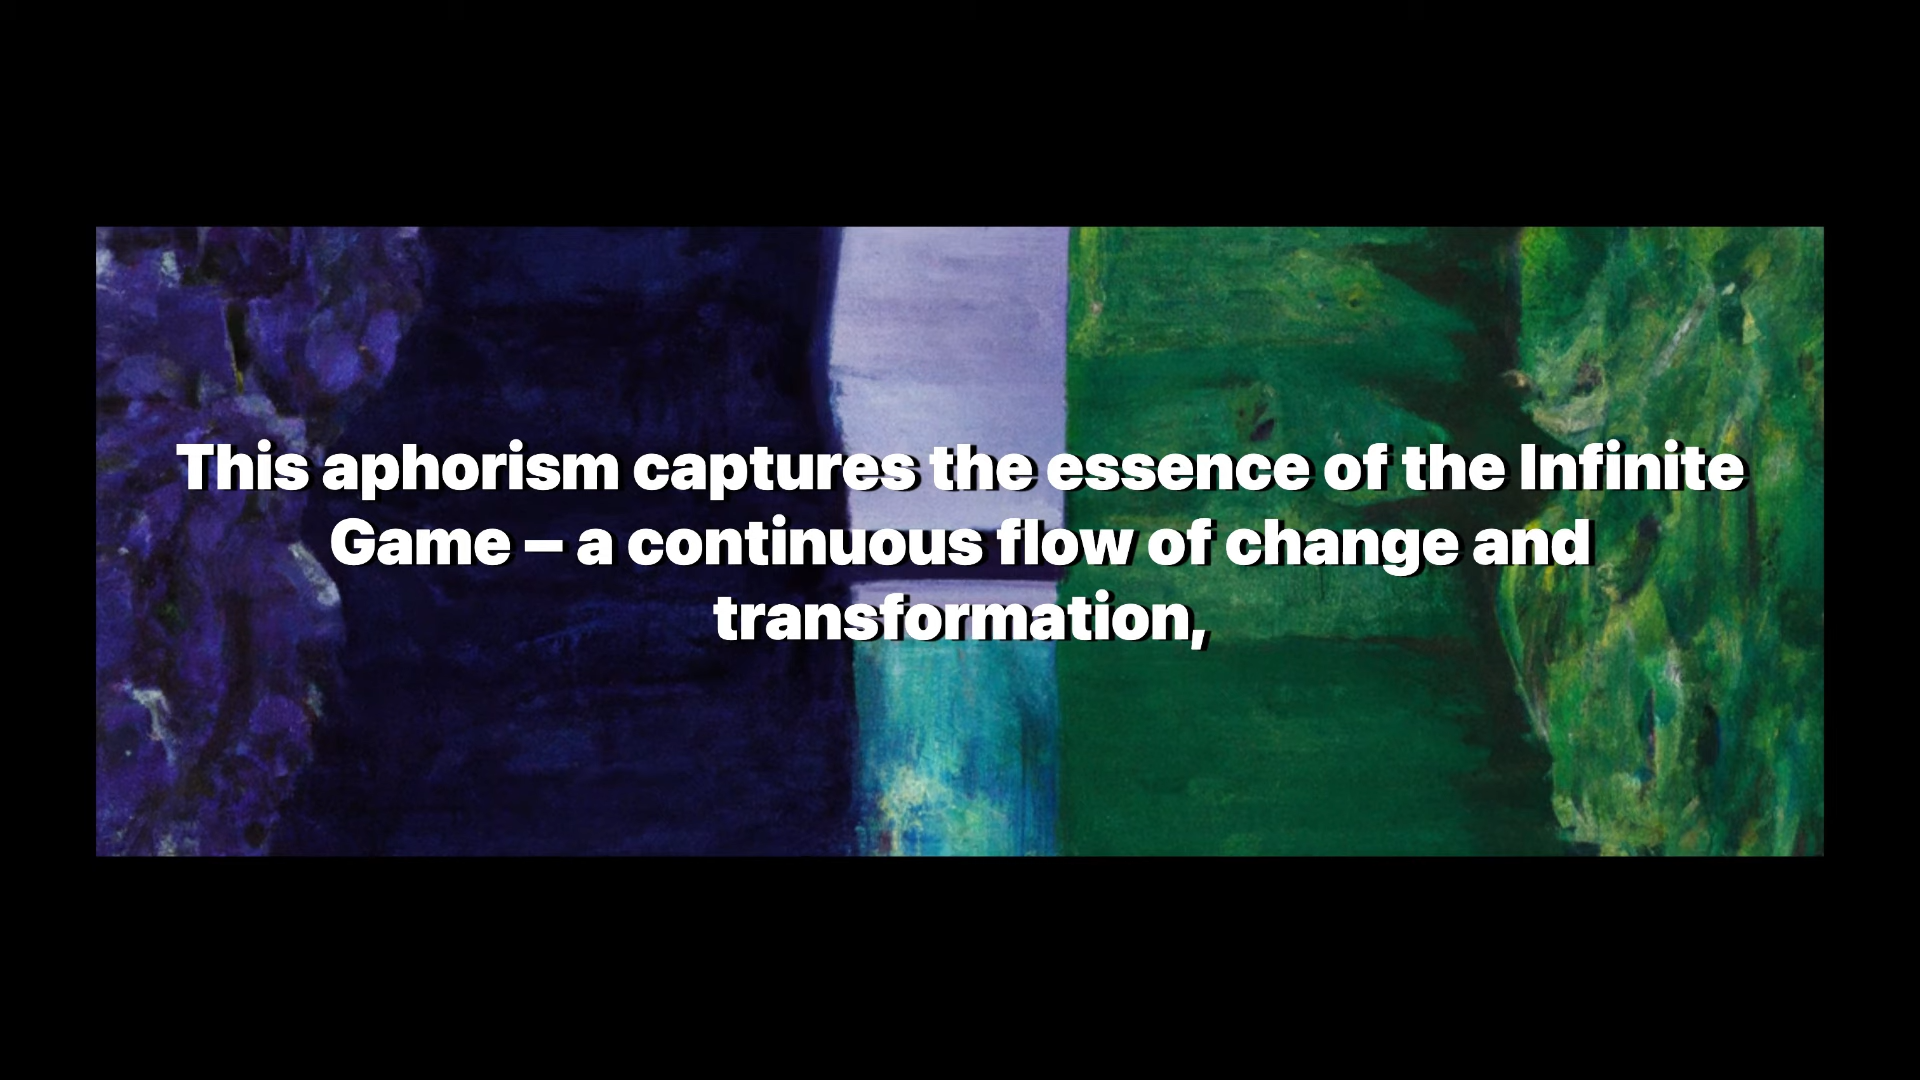 This aphorism captures the essence of the Infinite
Game – a continuous flow of change and
transformation,